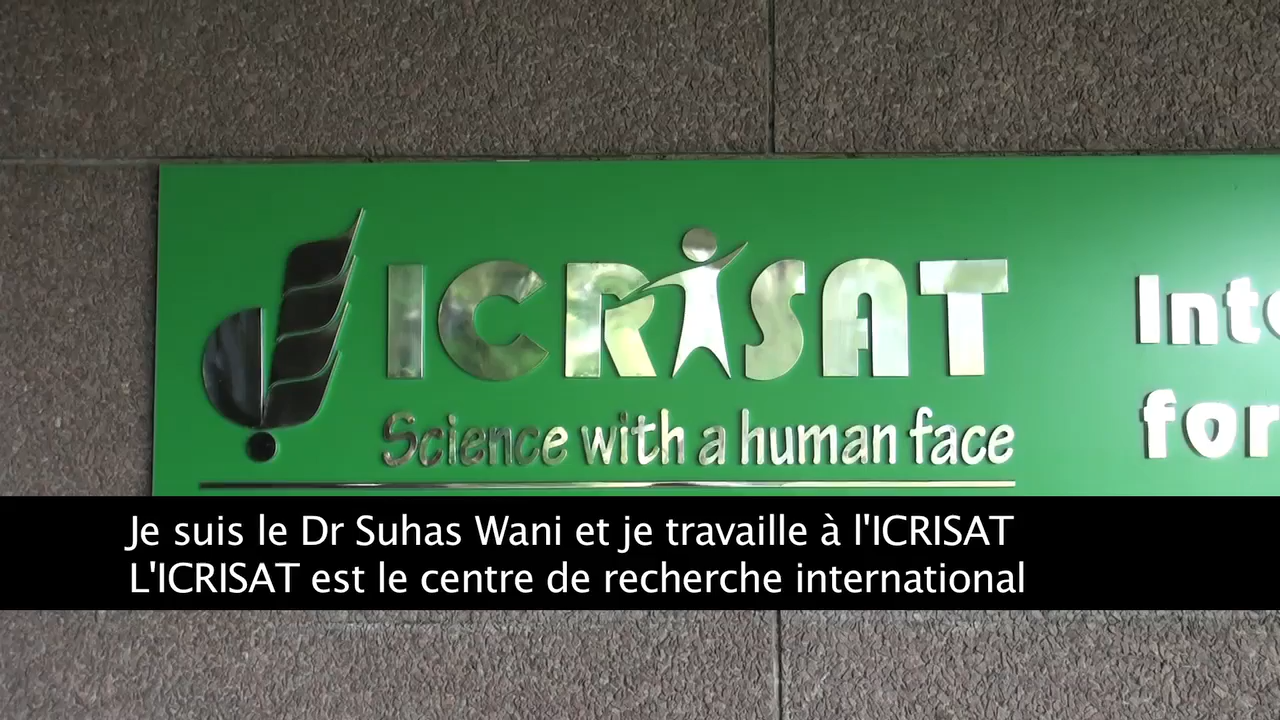 ICRISAT
Science with a human face
for
Je suis le Dr Suhas Wani et je travaille à l'ICRISAT
L'ICRISAT est le centre de recherche international